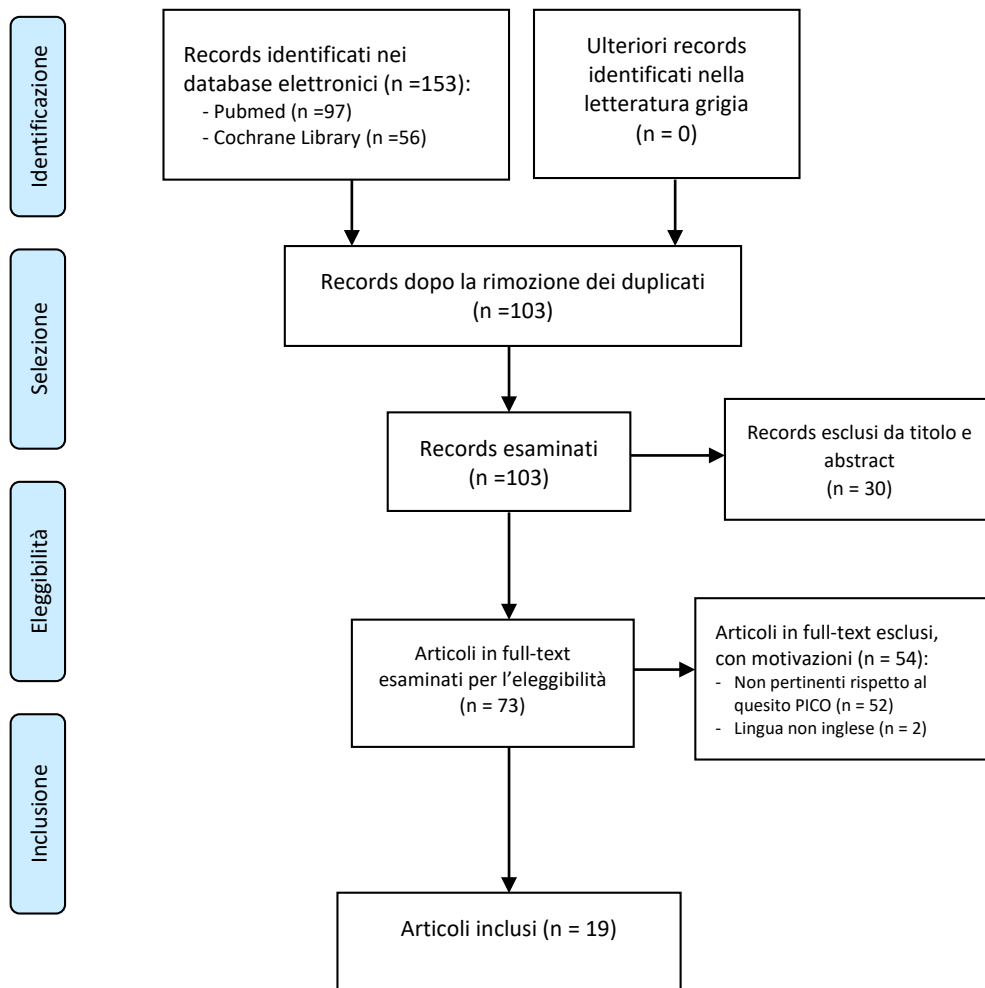 Identificazione
Records identificati nei
database elettronici (n =153):
- Pubmed (n =97)
- Cochrane Library (n =56)
Ulteriori records
identificati nella
letteratura grigia
(n = 0)
Selezione
Records dopo la rimozione dei duplicati
(n =103)
Records esaminati
(n =103)
Records esclusi da titolo e
abstract
(n = 30)
Eleggibilità
Articoli in full-text
esaminati per l’eleggibilità
(n = 73)
Articoli in full-text esclusi,
con motivazioni (n = 54):
- Non pertinenti rispetto al
quesito PICO (n = 52)
- Lingua non inglese (n = 2)
Inclusione
Articoli inclusi (n = 19)